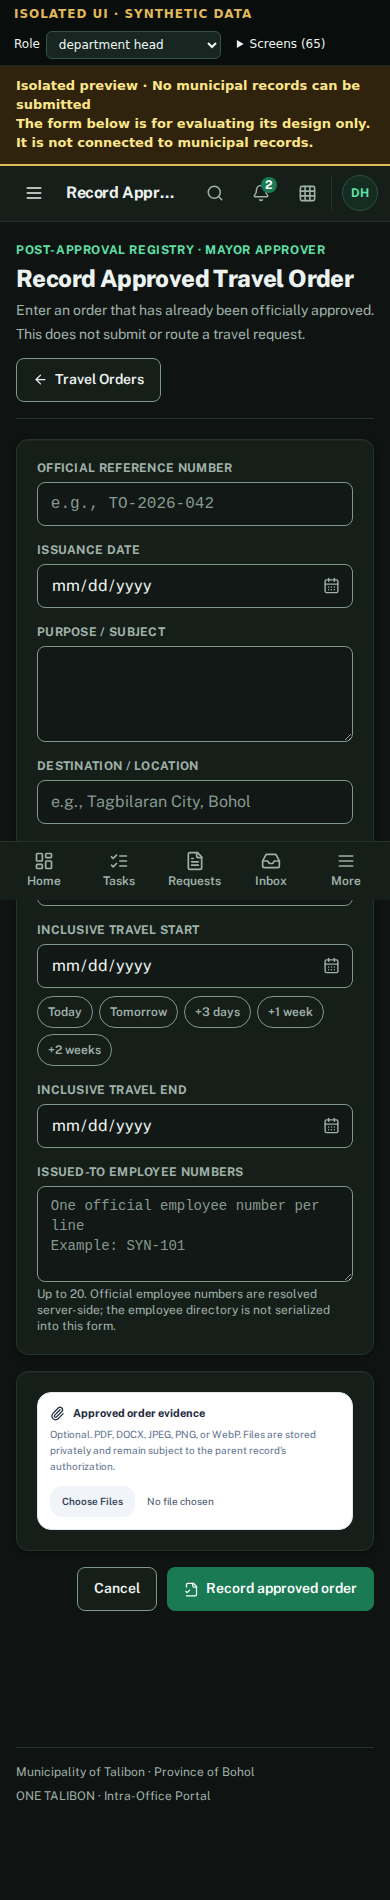 ISOLATED UI · SYNTHETIC DATA
Role department head ▶ Screens (65)
Isolated preview · No municipal records can be
submitted
The form below is for evaluating its design only.
It is not connected to municipal records.
Record Appr... 2 DH
POST-APPROVAL REGISTRY · MAYOR APPROVER
Record Approved Travel Order
Enter an order that has already been officially approved.
This does not submit or route a travel request.
Travel Orders
OFFICIAL REFERENCE NUMBER
e.g., TO-2026-042
ISSUANCE DATE
mm/dd/yyyy
PURPOSE / SUBJECT
DESTINATION / LOCATION
e.g., Tagbilaran City, Bohol
Home Tasks Requests Inbox More
INCLUSIVE TRAVEL START
mm/dd/yyyy
Today Tomorrow +3 days +1 week
+2 weeks
INCLUSIVE TRAVEL END
mm/dd/yyyy
ISSUED-TO EMPLOYEE NUMBERS
One official employee number per
line
Example: SYN-101
Up to 20. Official employee numbers are resolved
server-side; the employee directory is not serialized
into this form.
Approved order evidence
Optional. PDF, DOCX, JPEG, PNG, or WebP. Files are stored
privately and remain subject to the parent record's
authorization.
Choose Files No file chosen
Cancel Record approved order
Municipality of Talibon · Province of Bohol
ONE TALIBON · Intra-Office Portal